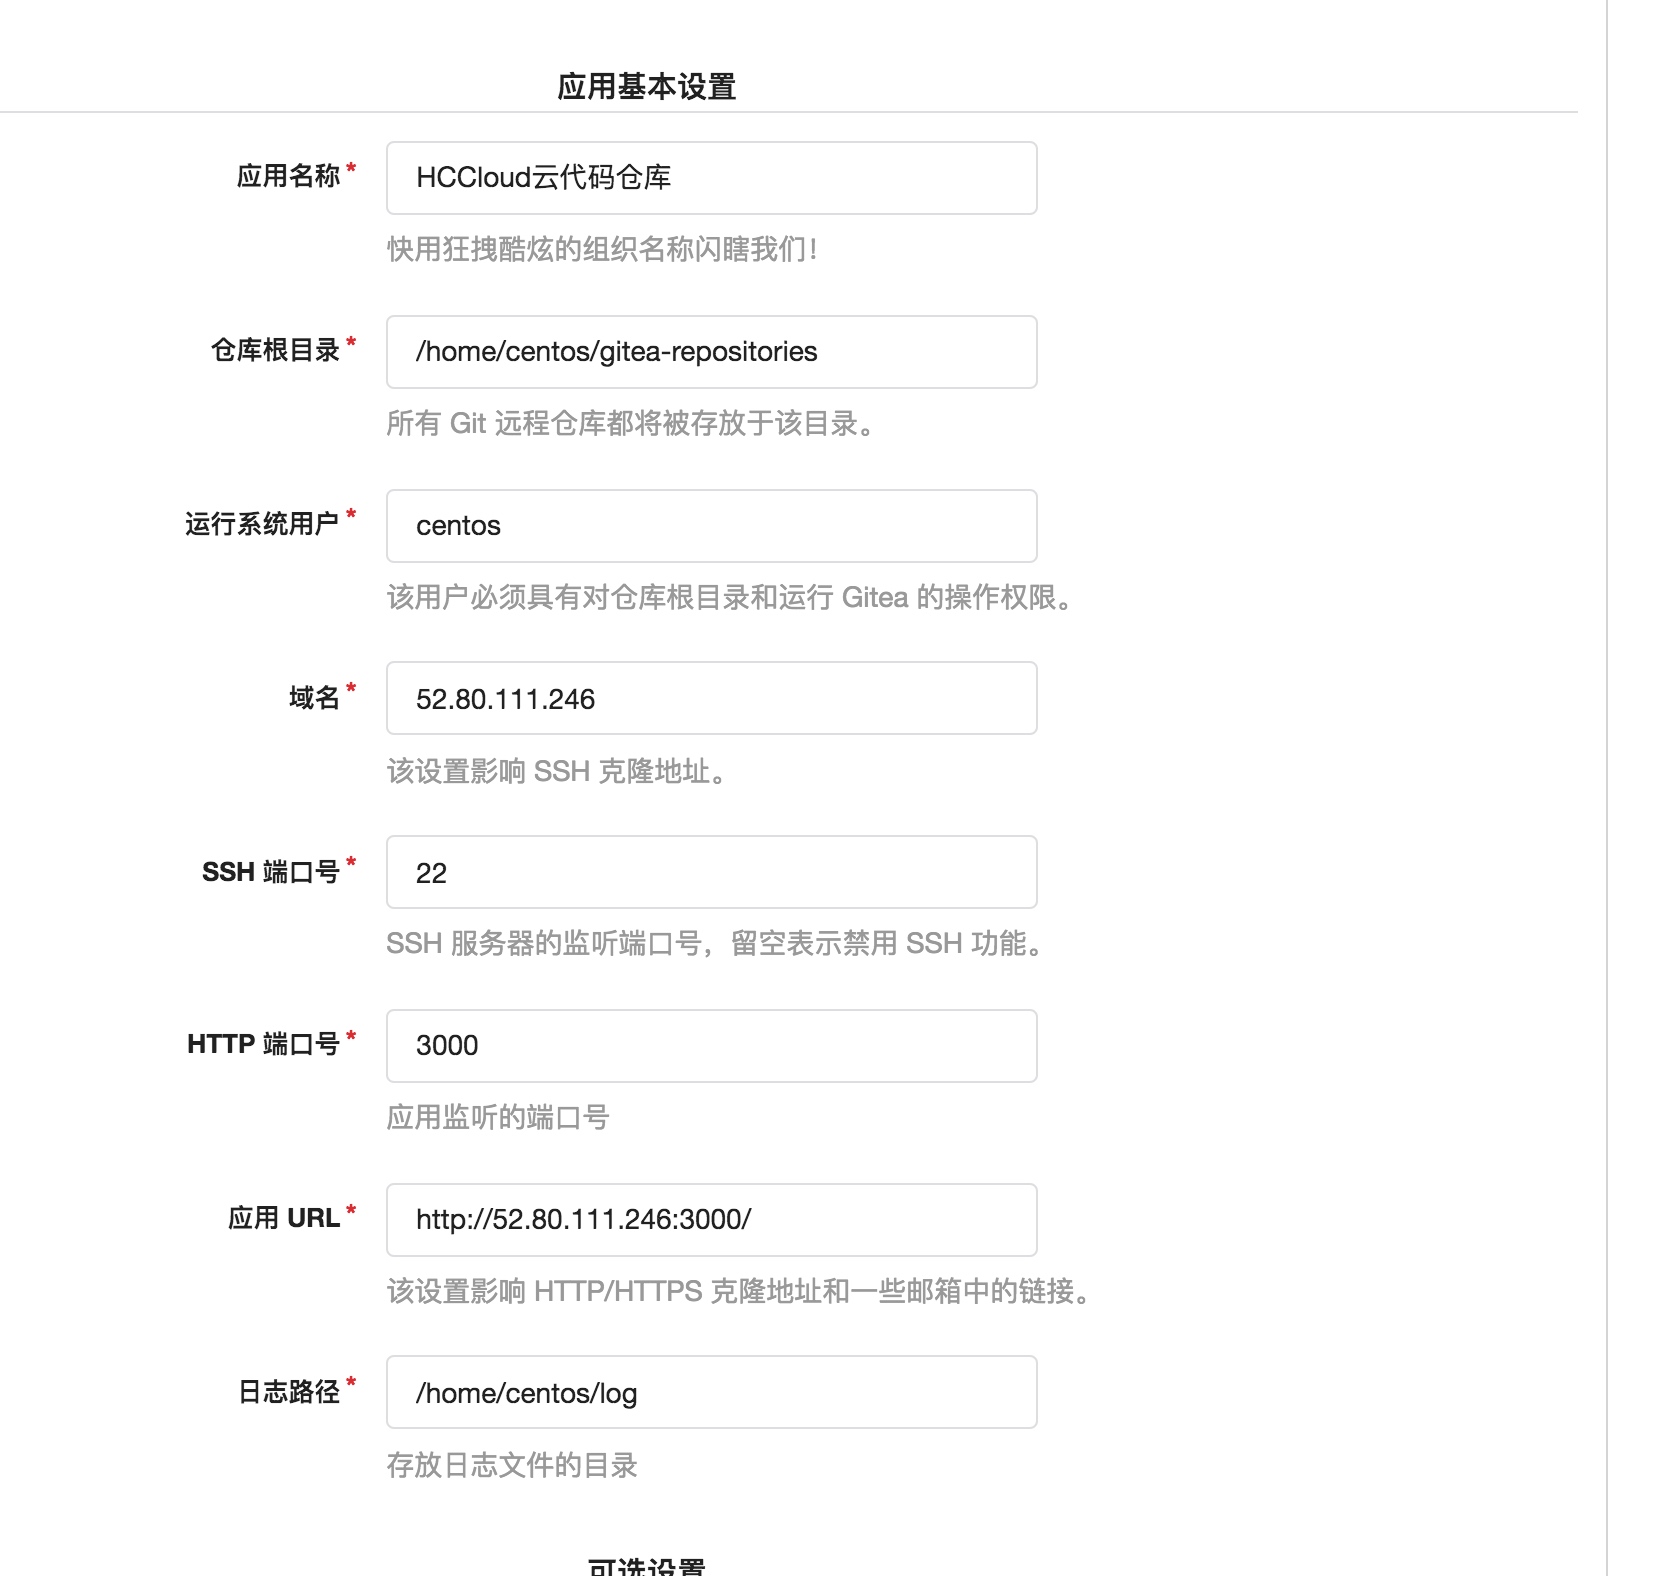 应用基本设置
应用名称*
HCCloud云代码仓库
快用狂拽酷炫的组织名称闪瞎我们！
仓库根目录*
/home/centos/gitea-repositories
所有 Git 远程仓库都将被存放于该目录。
运行系统用户*
centos
该用户必须具有对仓库根目录和运行 Gitea 的操作权限。
域名*
52.80.111.246
该设置影响 SSH 克隆地址。
SSH 端口号*
22
SSH 服务器的监听端口号，留空表示禁用 SSH 功能。
HTTP 端口号*
3000
应用监听的端口号
应用 URL*
http://52.80.111.246:3000/
该设置影响 HTTP/HTTPS 克隆地址和一些邮箱中的链接。
日志路径*
/home/centos/log
存放日志文件的目录
可选设置